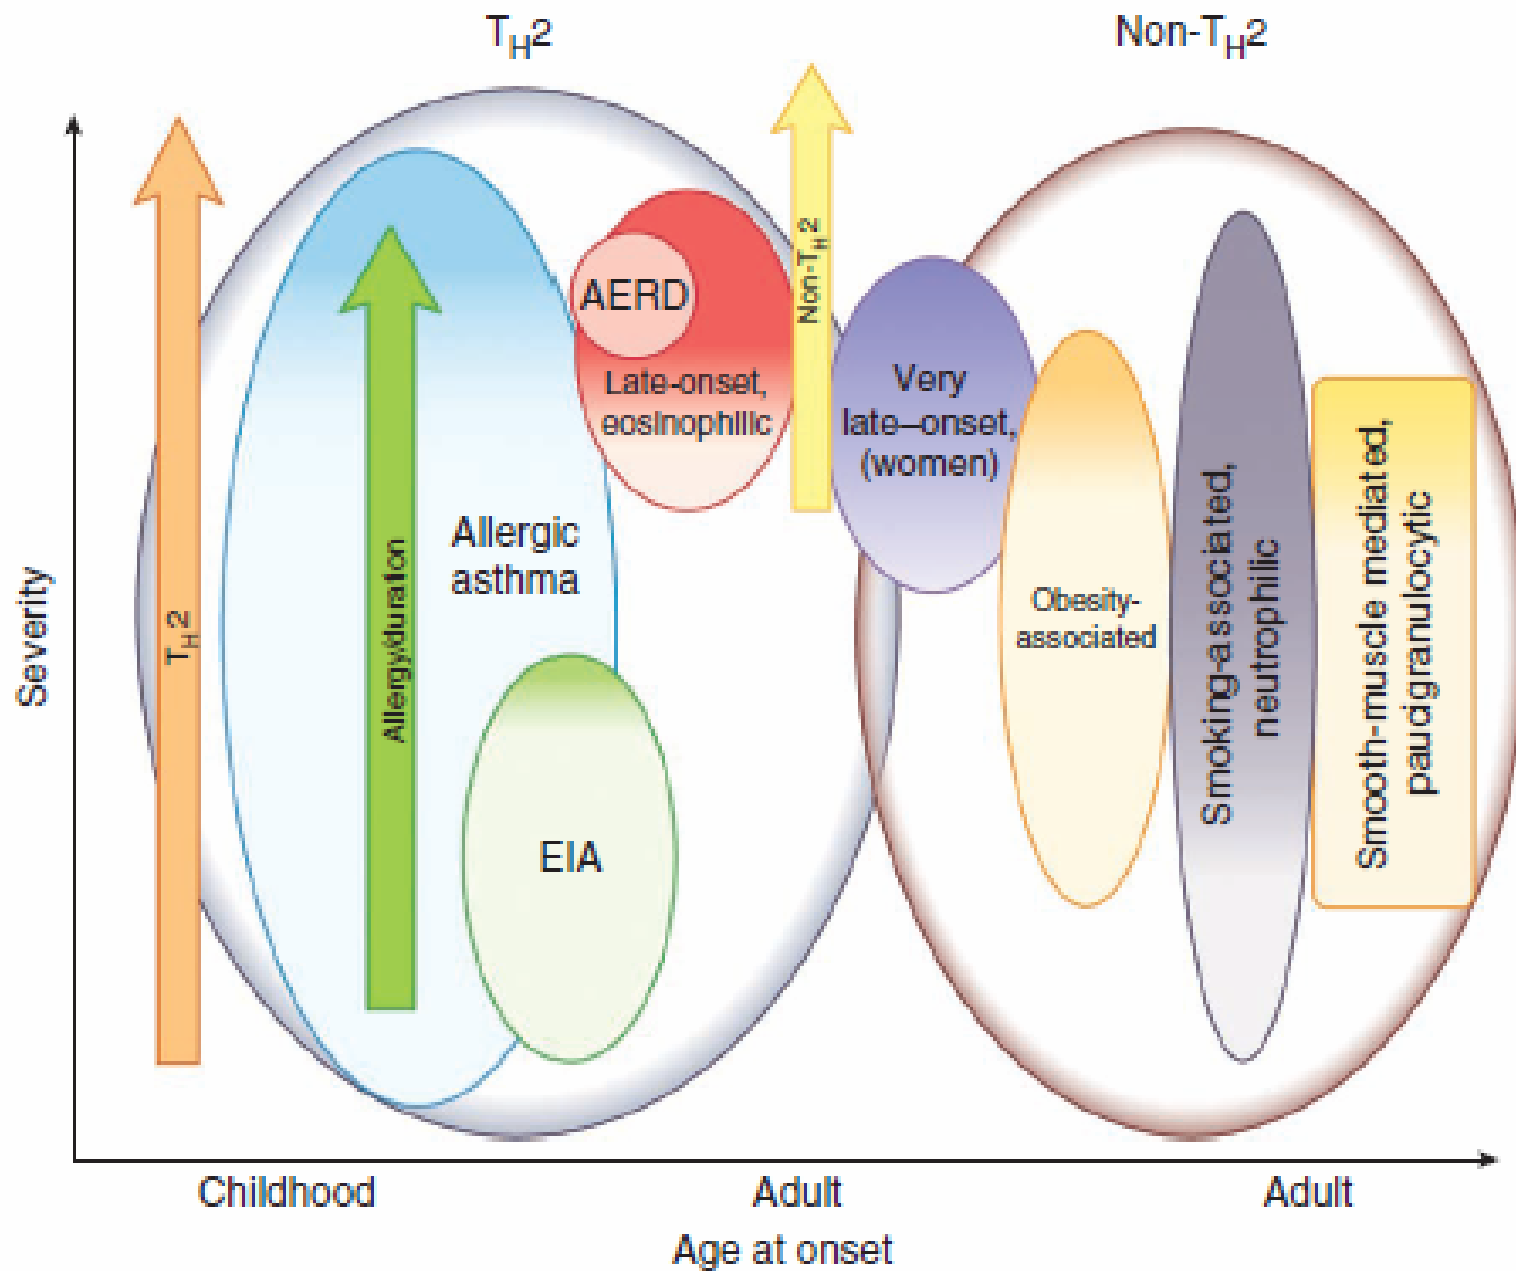 TH2
Non-TH2
Severity
TH2
Allergy/duration
Allergic
asthma
EIA
AERD
Late-onset,
eosinophilic
Non-TH2
Very
late–onset,
(women)
Obesity-
associated
Smoking-associated,
neutrophilic
Smooth-muscle mediated,
paucigranulocytic
Childhood
Adult
Adult
Age at onset